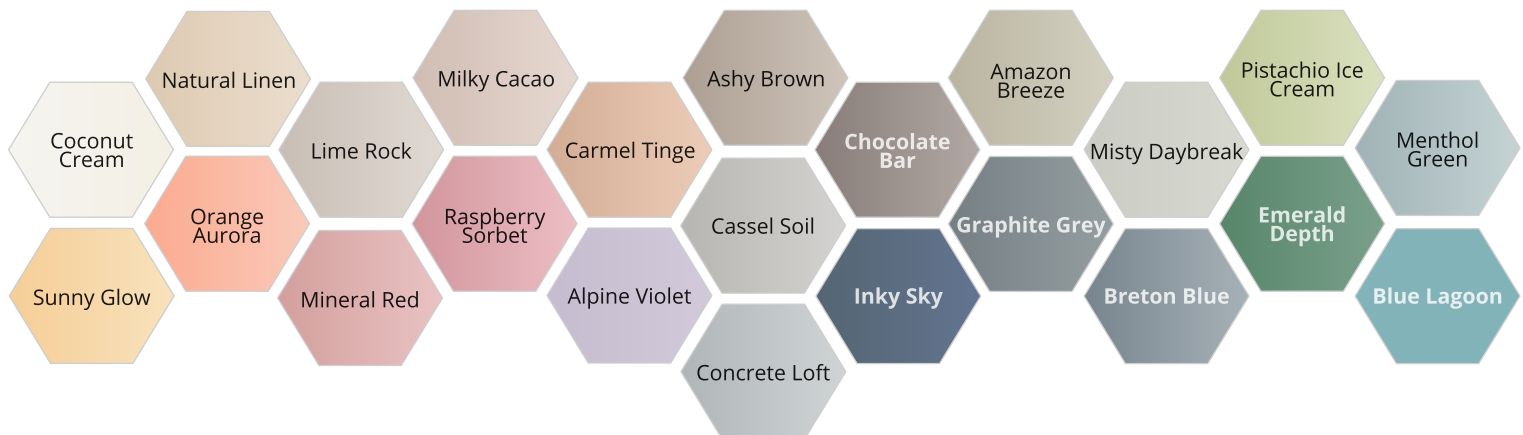 Natural Linen
Milky Cacao
Ashy Brown
Amazon
Breeze
Pistachio Ice
Cream
Coconut
Cream
Lime Rock
Carmel Tinge
Chocolate
Bar
Misty Daybreak
Menthol
Green
Orange
Aurora
Raspberry
Sorbet
Cassel Soil
Graphite Grey
Emerald
Depth
Sunny Glow
Mineral Red
Alpine Violet
Inky Sky
Breton Blue
Blue Lagoon
Concrete Loft